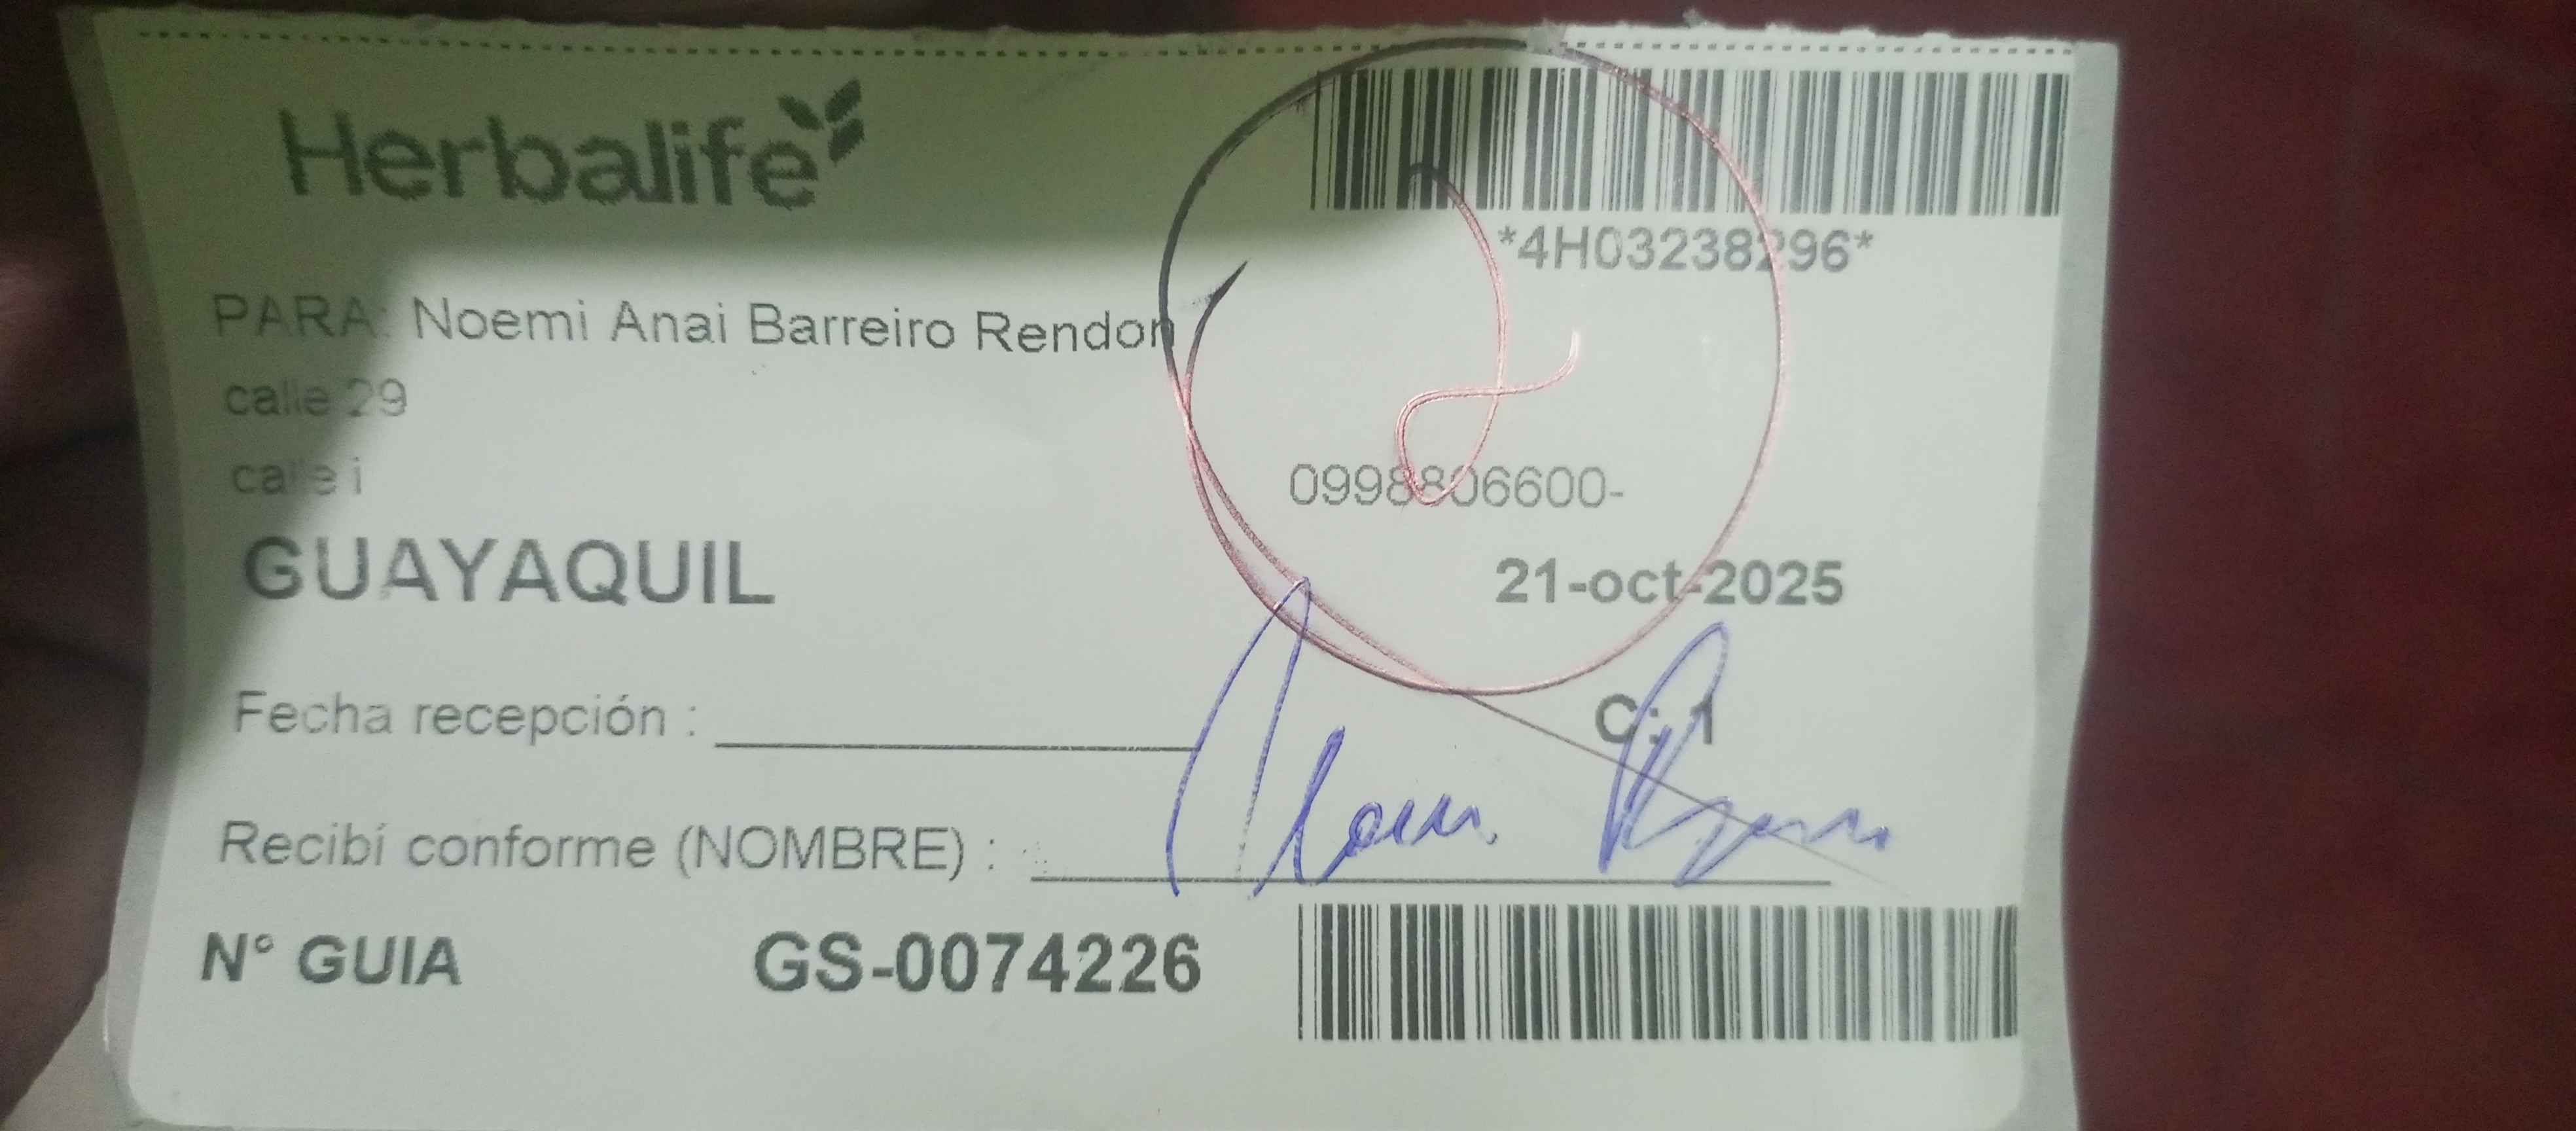 Herbalife
*4H03238296*
PARA: Noemi Anai Barreiro Rendon
calle 29
calle i
0998806600-
GUAYAQUIL
21-oct-2025
Fecha recepción :
C: 1
Recibí conforme (NOMBRE) :
N° GUIA GS-0074226